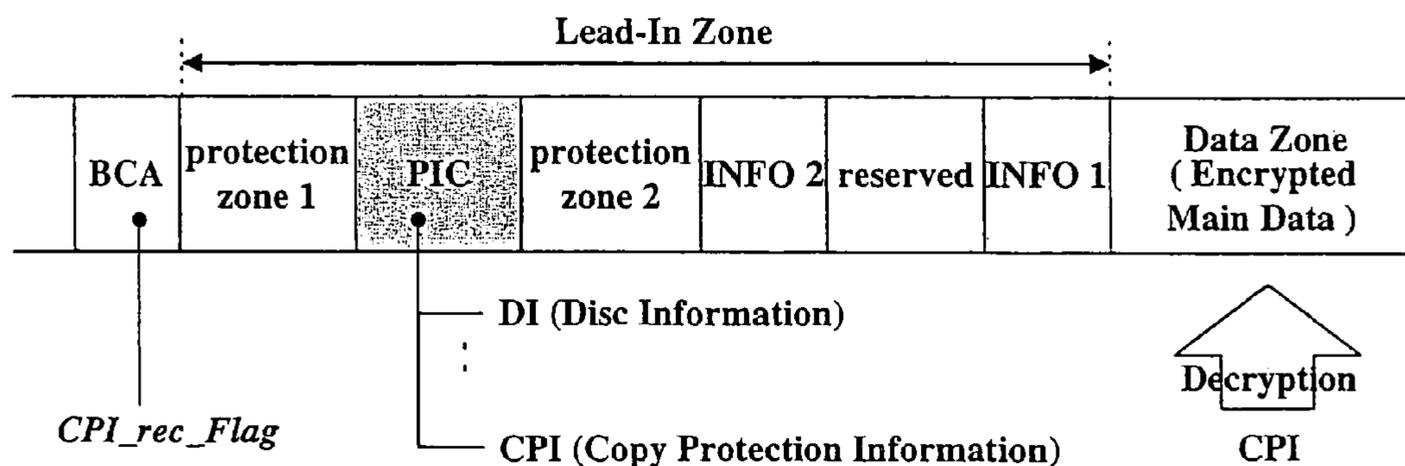 Lead-In Zone
BCA
protection
zone 1
PIC
protection
zone 2
INFO 2
reserved
INFO 1
Data Zone
( Encrypted
Main Data )
DI (Disc Information)
CPI_rec_Flag
CPI (Copy Protection Information)
Decryption
CPI